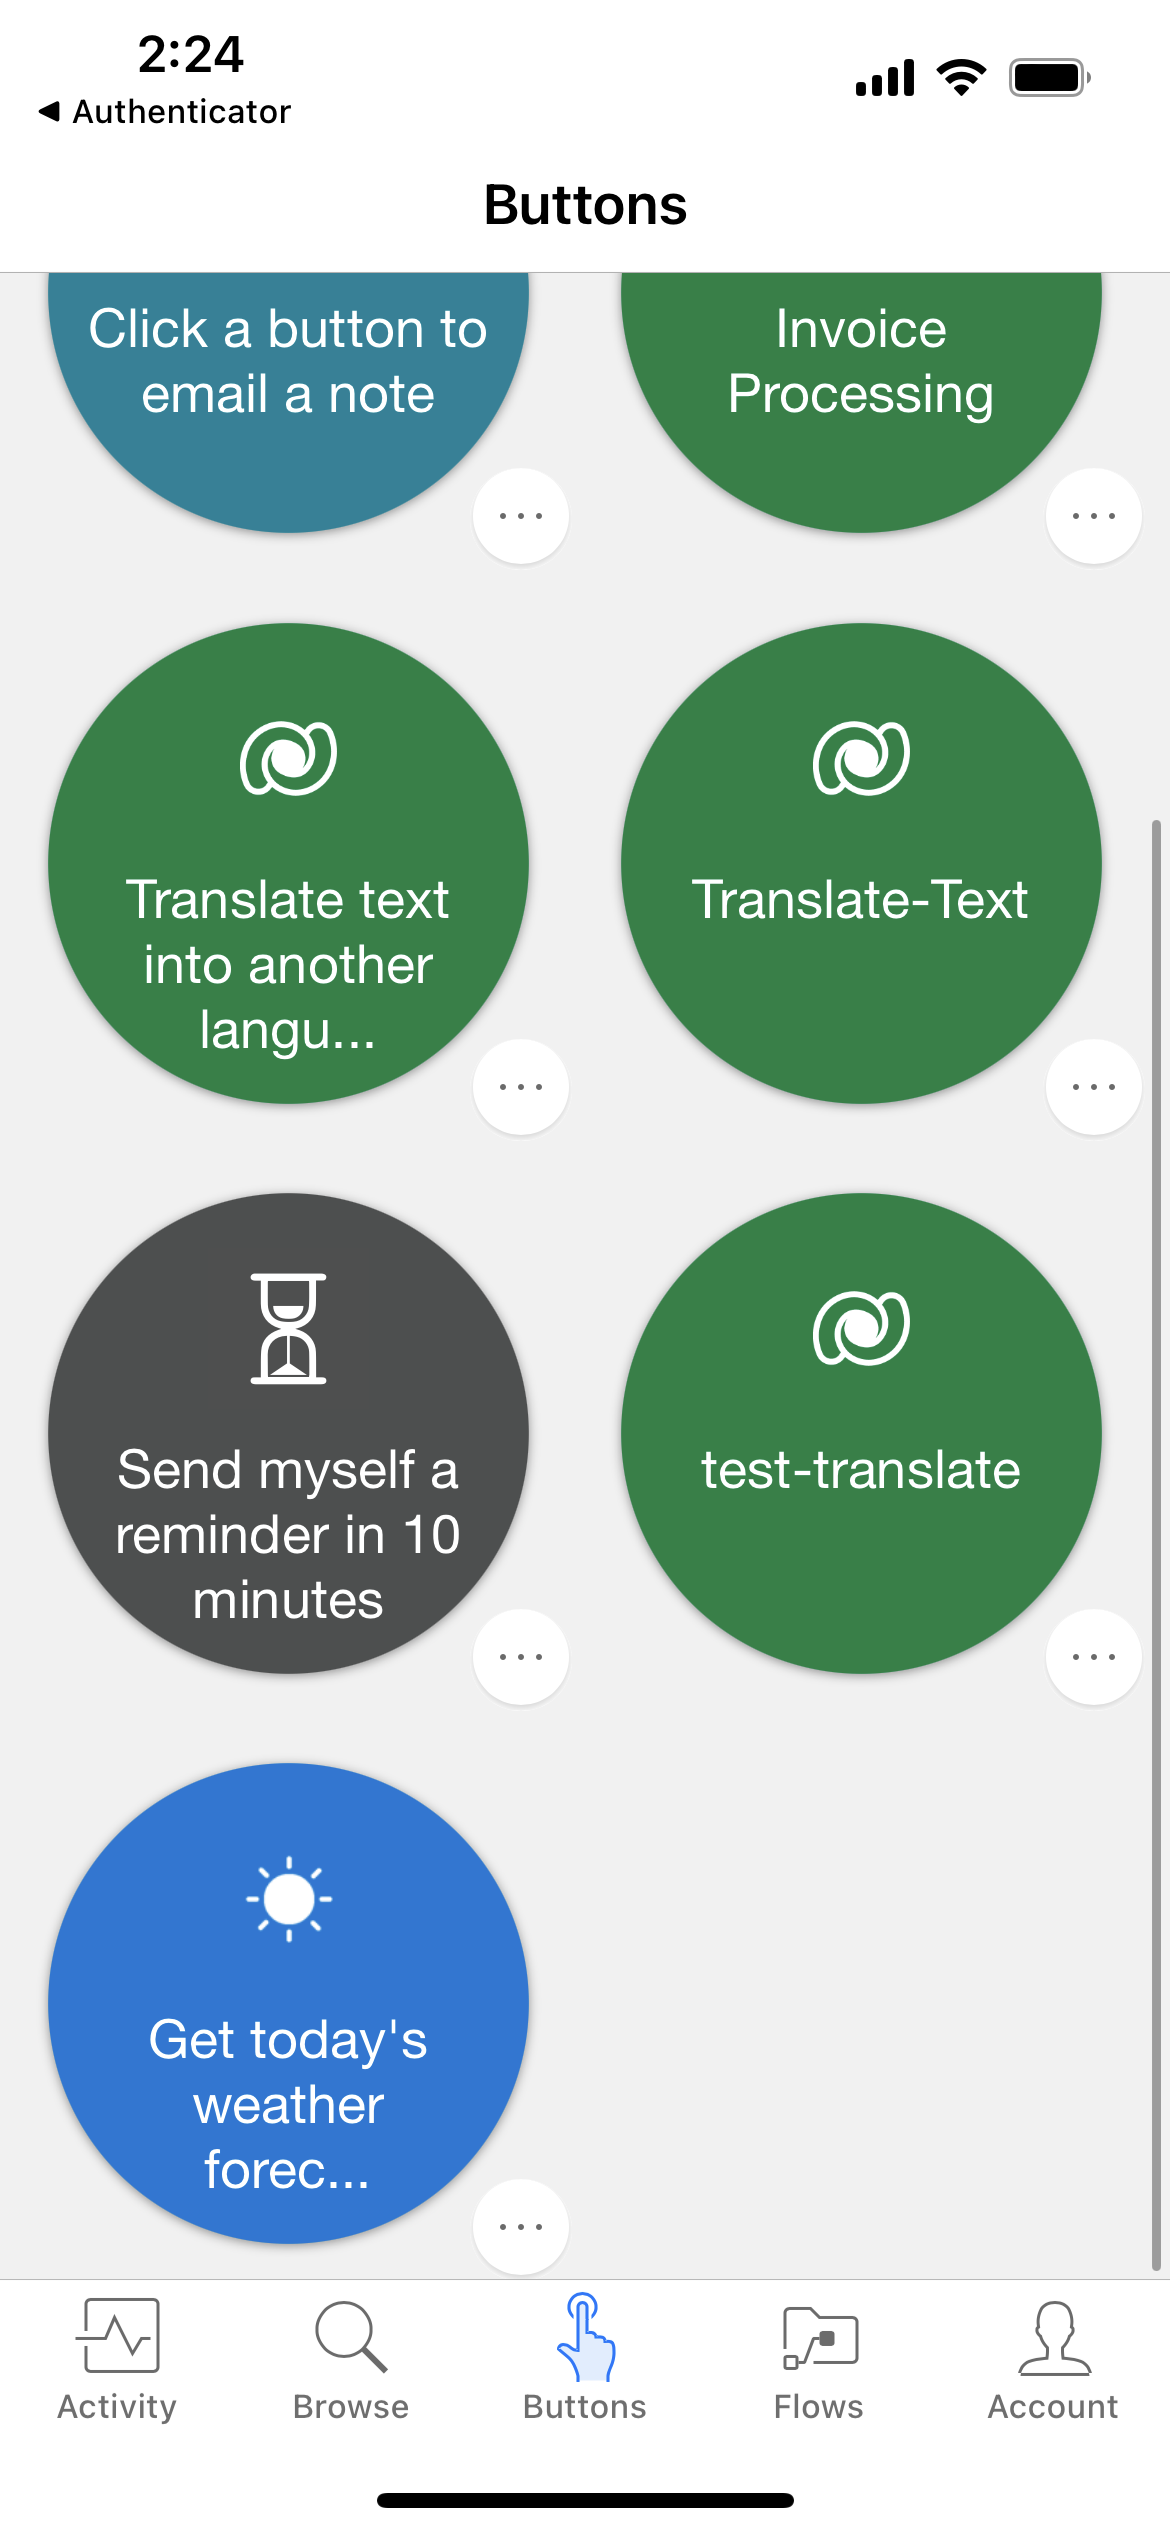 2:24
Authenticator
Buttons
Click a button to
email a note
Invoice
Processing
Translate text
into another
langu...
Translate-Text
Send myself a
reminder in 10
minutes
test-translate
Get today's
weather
forec...
Activity
Browse
Buttons
Flows
Account